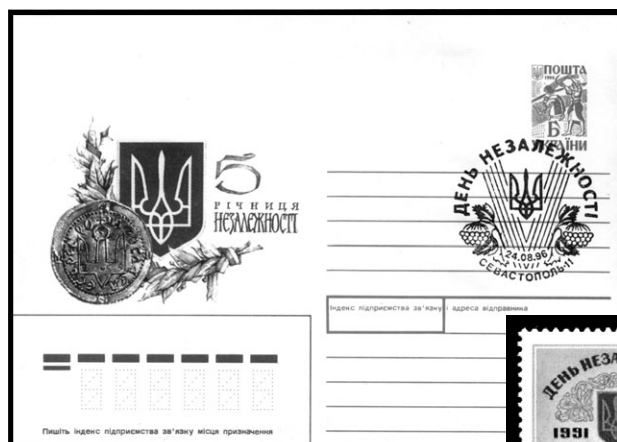 5
РІЧНИЦЯ
НЕЗАЛЕЖНОСТІ
ПОШТА
Б
УКРАЇНИ
ДЕНЬ НЕЗАЛЕЖНОСТІ
24.08.96
СЕВАСТОПОЛЬ-11
Індекс підприємства зв'язку і адреса відправника
Пишіть індекс підприємства зв'язку місця призначення
ДЕНЬ
1991